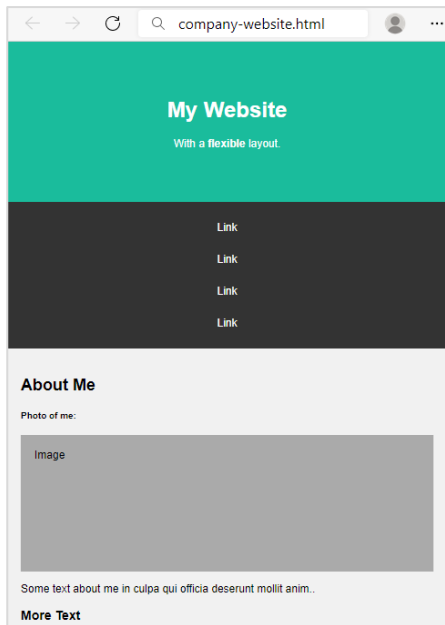 company-website.html
My Website
With a flexible layout.
Link
Link
Link
Link
About Me
Photo of me:
Image
Some text about me in culpa qui officia deserunt mollit anim..
More Text